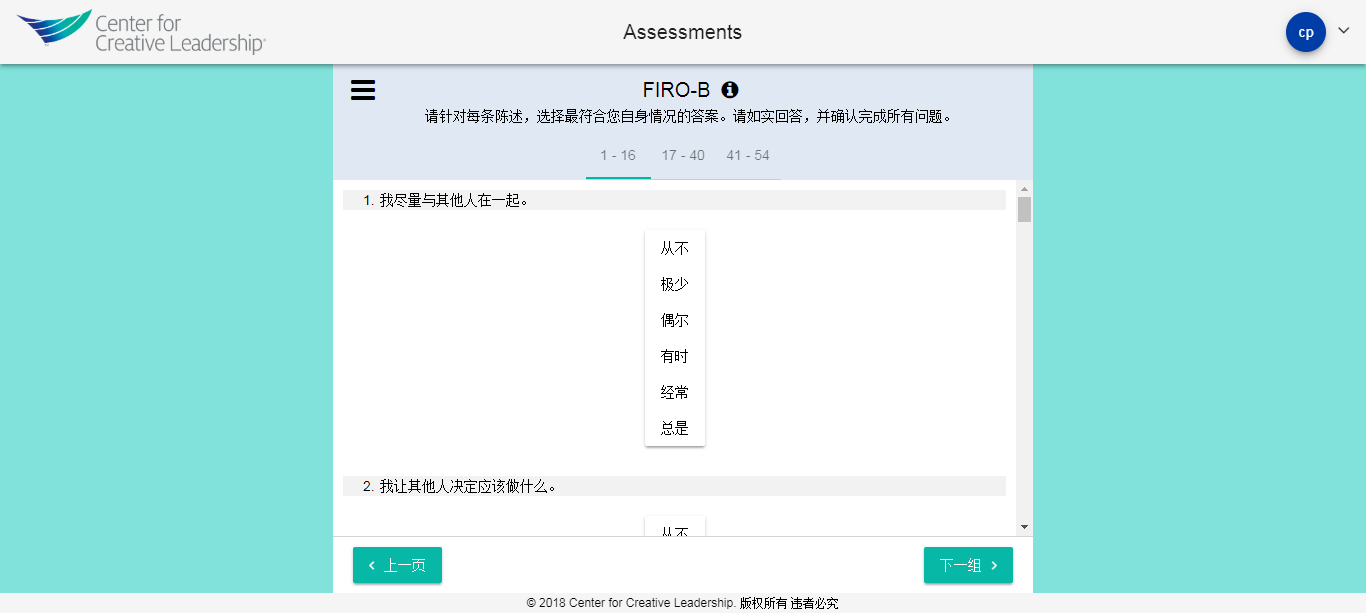 Center for
Creative Leadership®
Assessments
cp
FIRO-B
请针对每条陈述，选择最符合您自身情况的答案。请如实回答，并确认完成所有问题。
1 - 16 17 - 40 41 - 54
1. 我尽量与其他人在一起。
从不
极少
偶尔
有时
经常
总是
2. 我让其他人决定应该做什么。
从不
上一页 下一组
© 2018 Center for Creative Leadership. 版权所有 违者必究